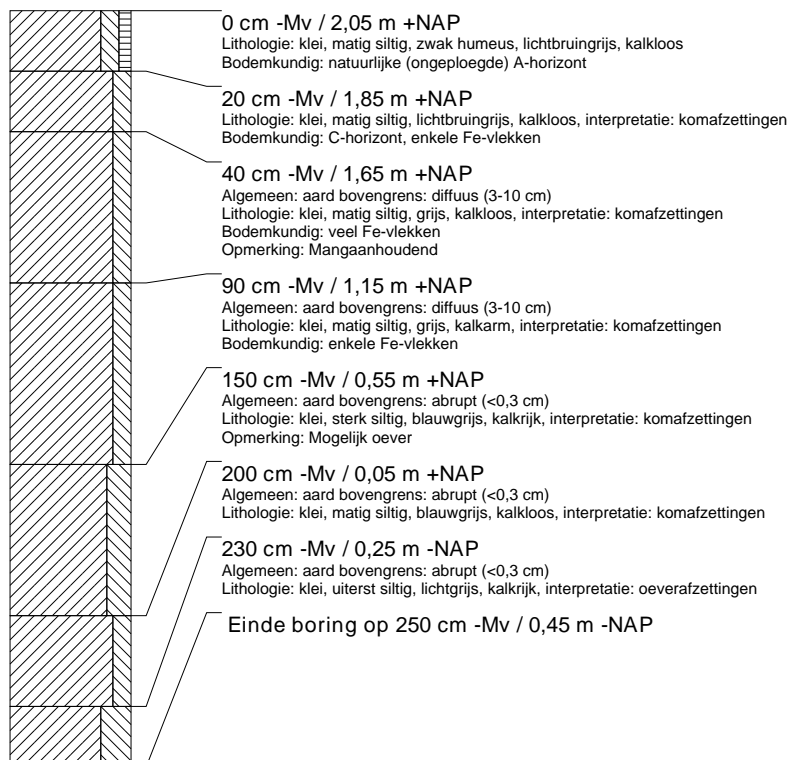 0 cm -Mv / 2,05 m +NAP
Lithologie: klei, matig siltig, zwak humeus, lichtbruingrijs, kalkloos
Bodemkundig: natuurlijke (ongeploegde) A-horizont
20 cm -Mv / 1,85 m +NAP
Lithologie: klei, matig siltig, lichtbruingrijs, kalkloos, interpretatie: komafzettingen
Bodemkundig: C-horizont, enkele Fe-vlekken
40 cm -Mv / 1,65 m +NAP
Algemeen: aard bovengrens: diffuus (3-10 cm)
Lithologie: klei, matig siltig, grijs, kalkloos, interpretatie: komafzettingen
Bodemkundig: veel Fe-vlekken
Opmerking: Mangaanhoudend
90 cm -Mv / 1,15 m +NAP
Algemeen: aard bovengrens: diffuus (3-10 cm)
Lithologie: klei, matig siltig, grijs, kalkarm, interpretatie: komafzettingen
Bodemkundig: enkele Fe-vlekken
150 cm -Mv / 0,55 m +NAP
Algemeen: aard bovengrens: abrupt (<0,3 cm)
Lithologie: klei, sterk siltig, blauwgrijs, kalkrijk, interpretatie: komafzettingen
Opmerking: Mogelijk oever
200 cm -Mv / 0,05 m +NAP
Algemeen: aard bovengrens: abrupt (<0,3 cm)
Lithologie: klei, matig siltig, blauwgrijs, kalkloos, interpretatie: komafzettingen
230 cm -Mv / 0,25 m -NAP
Algemeen: aard bovengrens: abrupt (<0,3 cm)
Lithologie: klei, uiterst siltig, lichtgrijs, kalkrijk, interpretatie: oeverafzettingen
Einde boring op 250 cm -Mv / 0,45 m -NAP